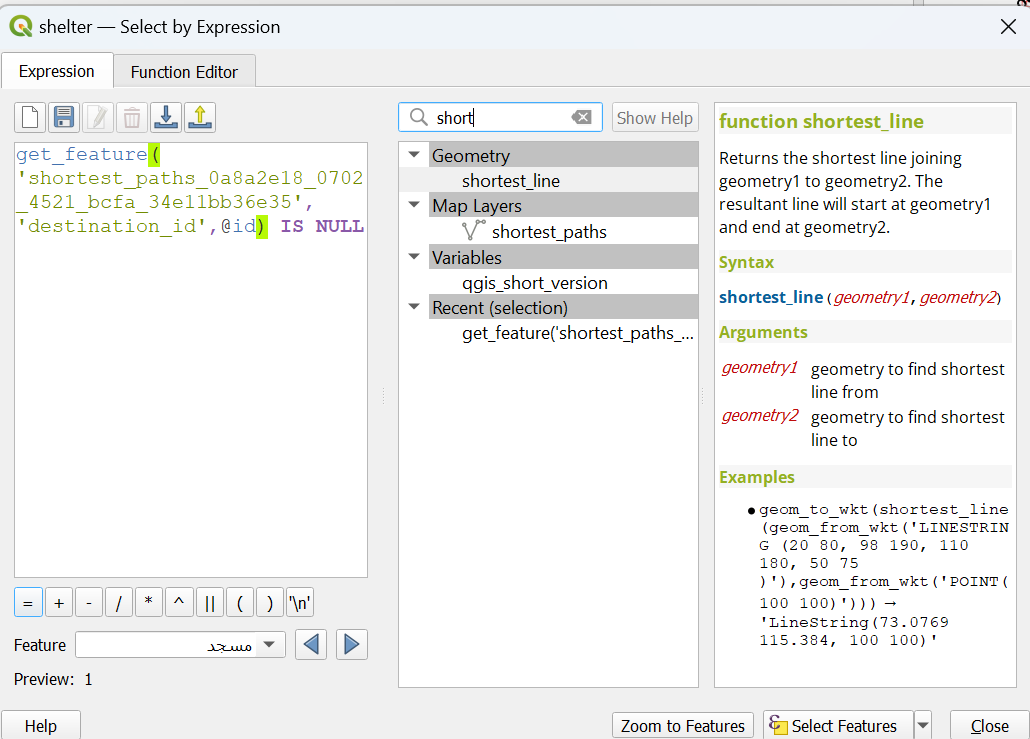 shelter — Select by Expression
Expression
Function Editor
get_feature(
'shortest_paths_0a8a2e18_0702
_4521_bcfa_34e11bb36e35',
'destination_id',@id) IS NULL
= + - / * ^ || ( ) '\n'
Feature
مسجد
Preview: 1
Help
short
Show Help
Geometry
shortest_line
Map Layers
shortest_paths
Variables
qgis_short_version
Recent (selection)
get_feature('shortest_paths_...
function shortest_line
Returns the shortest line joining
geometry1 to geometry2. The
resultant line will start at geometry1
and end at geometry2.
Syntax
shortest_line(geometry1,geometry2)
Arguments
geometry1 geometry to find shortest
line from
geometry2 geometry to find shortest
line to
Examples
● geom_to_wkt(shortest_line
(geom_from_wkt('LINESTRIN
G (20 80, 98 190, 110
180, 50 75
)'),geom_from_wkt('POINT(
100 100)'))) →
'LineString(73.0769
115.384, 100 100)'
Zoom to Features
Select Features
Close